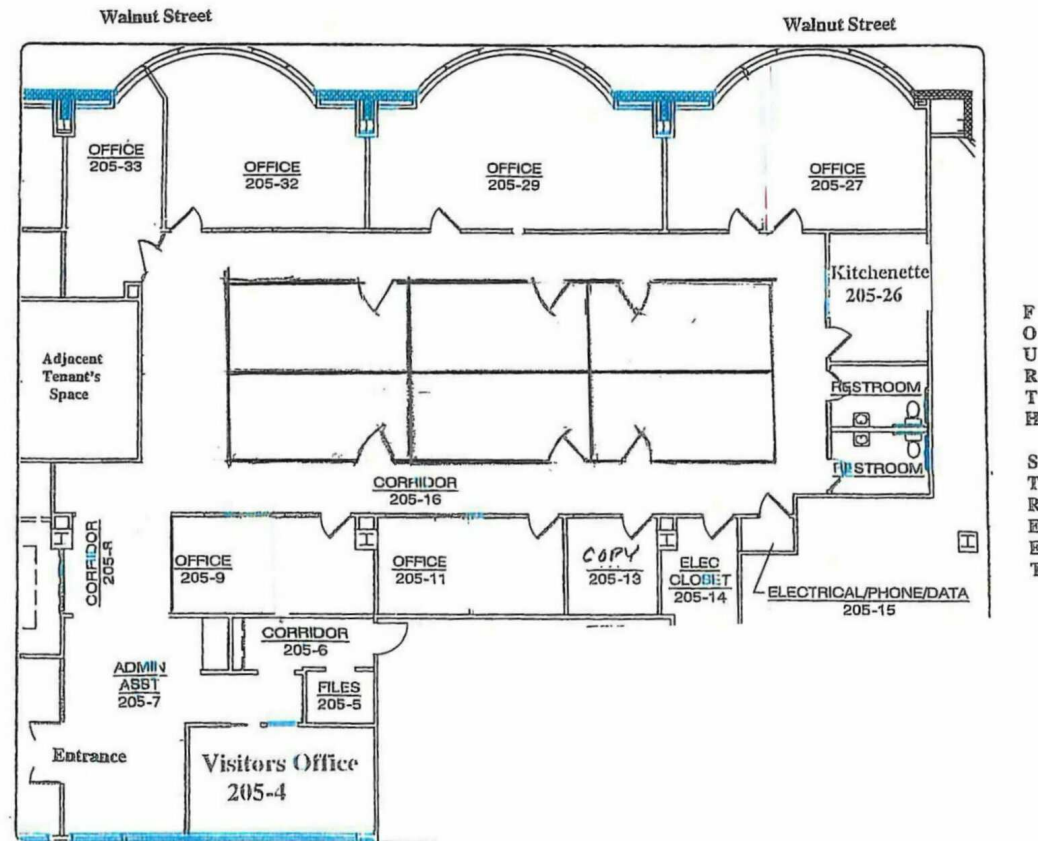 Walnut Street
Walnut Street
OFFICE
205-33
OFFICE
205-32
OFFICE
205-29
OFFICE
205-27
Kitchenette
205-26
Adjacent
Tenant's
Space
RESTROOM
RESTROOM
CORRIDOR
205-16
CORRIDOR
205-8
OFFICE
205-9
OFFICE
205-11
COPY
205-13
ELEC
CLOSET
205-14
ELECTRICAL/PHONE/DATA
205-15
CORRIDOR
205-6
ADMIN
ASST
205-7
FILES
205-5
Entrance
Visitors Office
205-4
FOURTH STREET